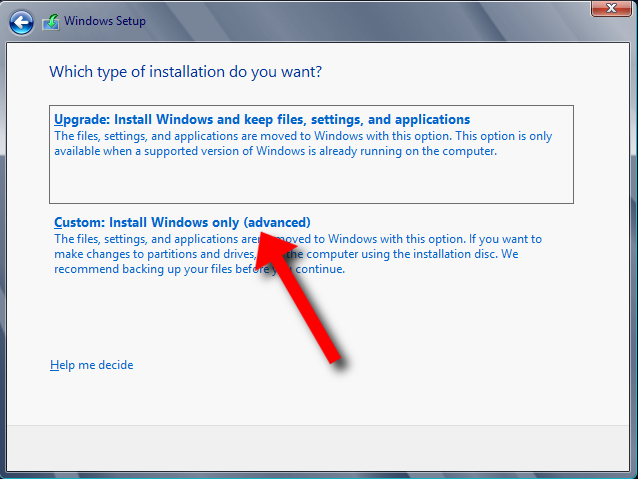 Windows Setup
Which type of installation do you want?
Upgrade: Install Windows and keep files, settings, and applications
The files, settings, and applications are moved to Windows with this option. This option is only
available when a supported version of Windows is already running on the computer.
Custom: Install Windows only (advanced)
The files, settings, and applications are moved to Windows with this option. If you want to
make changes to partitions and drives, the computer using the installation disc. We
recommend backing up your files before you continue.
Help me decide